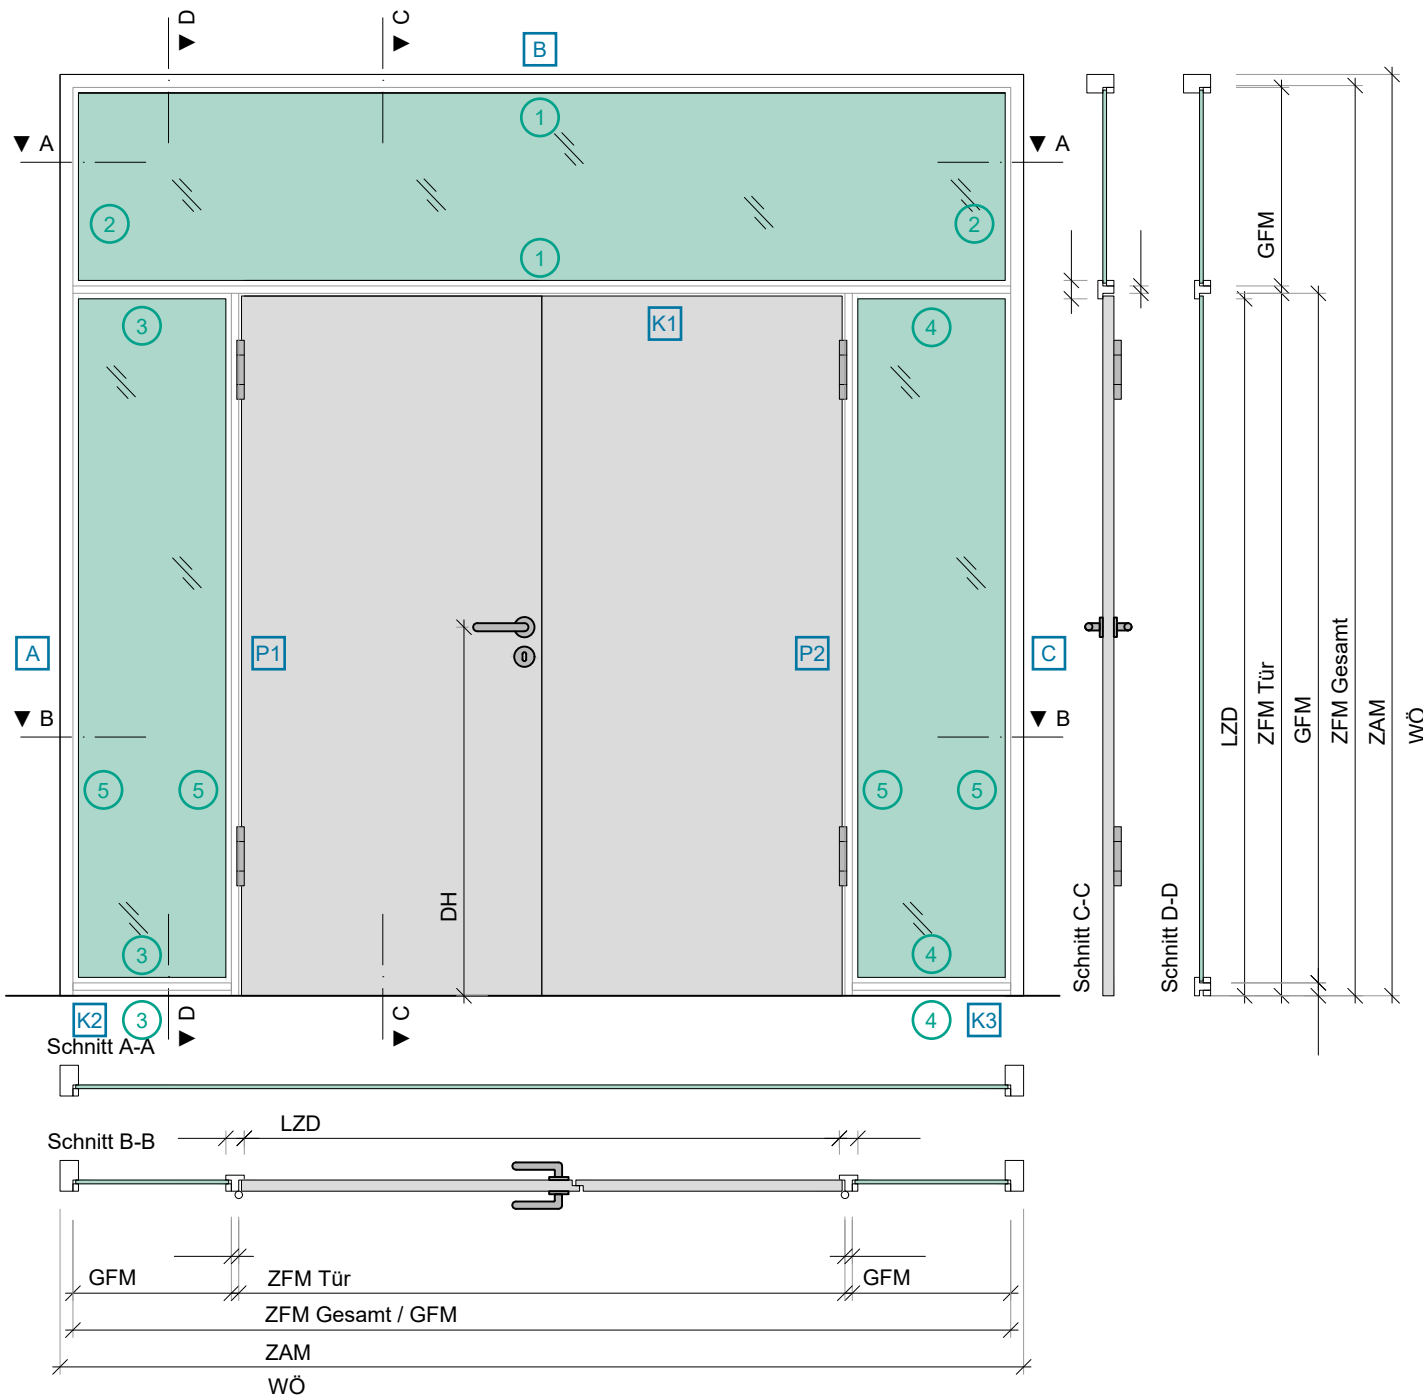 D
C
B
1
A
A
2
2
GFM
1
3
K1
4
A
P1
P2
C
B
B
5
5
5
5
DH
3
4
LZD
ZFM Tür
GFM
ZFM Gesamt
ZAM
WÖ
Schnitt C-C
Schnitt D-D
K2
3
D
C
4
K3
Schnitt A-A
LZD
Schnitt B-B
GFM
ZFM Tür
GFM
ZFM Gesamt / GFM
ZAM
WÖ